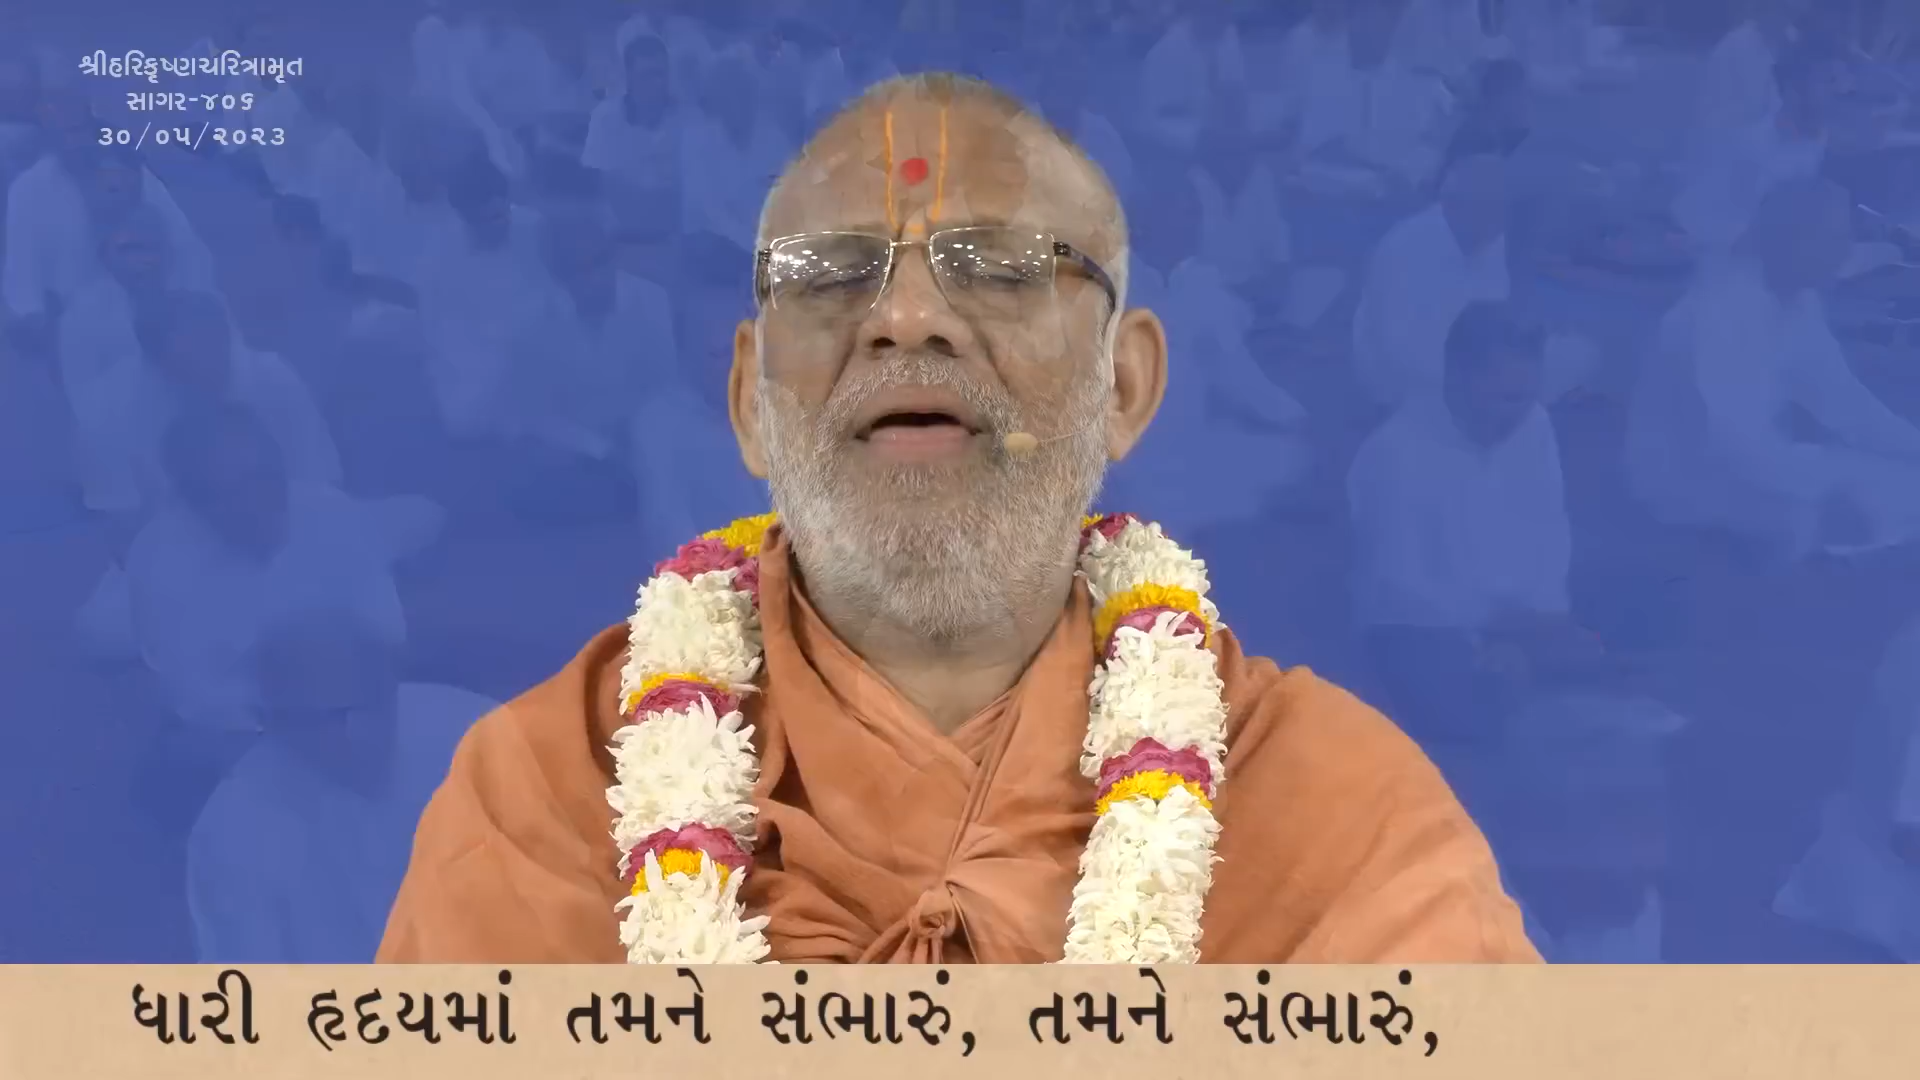 શ્રીહરિકૃષ્ણચરિત્રામૃત
સાગર-૪૦૬
૩૦/૦૫/૨૦૨૩
ધારી હૃદયમાં તમને સંભારું, તમને સંભારું,